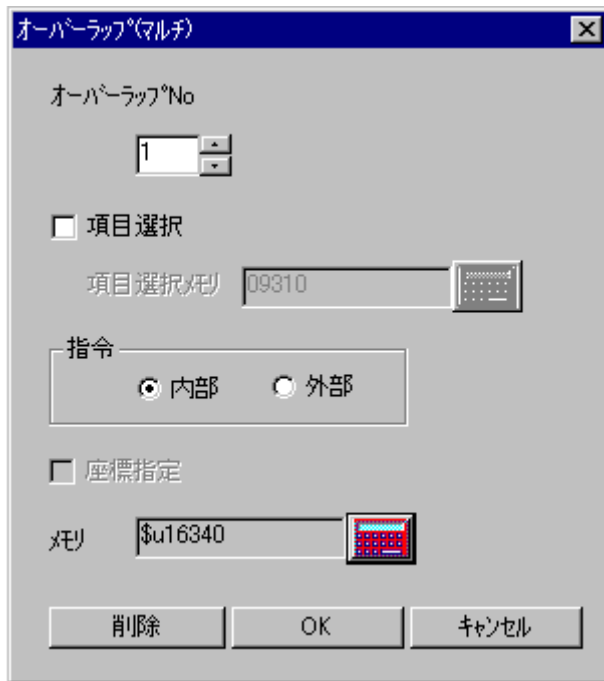 ｵｰﾊﾞｰﾗｯﾌﾟ(ﾏﾙﾁ)
ｵｰﾊﾞｰﾗｯﾌﾟNo
1
項目選択
項目選択ﾒﾓﾘ 09310
指令
内部 外部
座標指定
ﾒﾓﾘ $u16340
削除 OK ｷｬﾝｾﾙ